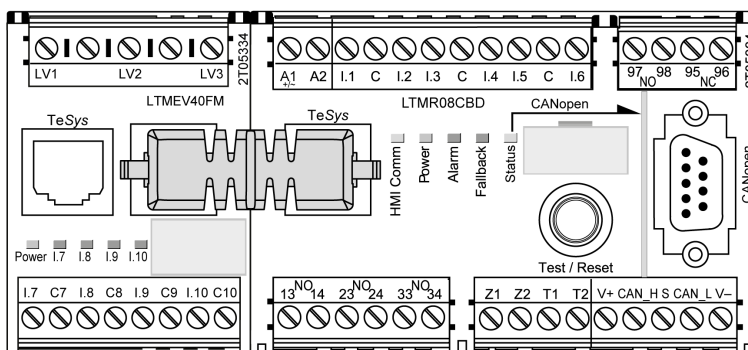 LV1 LV2 LV3
2T05334
A1 A2 I.1 C I.2 I.3 C I.4 I.5 C I.6
+/~
97 98 95 96
NO NC
LTMEV40FM
LTMR08CBD
CANopen
TeSys
TeSys
HMI Comm
Power
Alarm
Fallback
Status
CANopen
Power I.7 I.8 I.9 I.10
Test / Reset
I.7 C7 I.8 C8 I.9 C9 I.10 C10
NO NO NO
13 14 23 24 33 34
Z1 Z2 T1 T2 V+ CAN_H S CAN_L V–